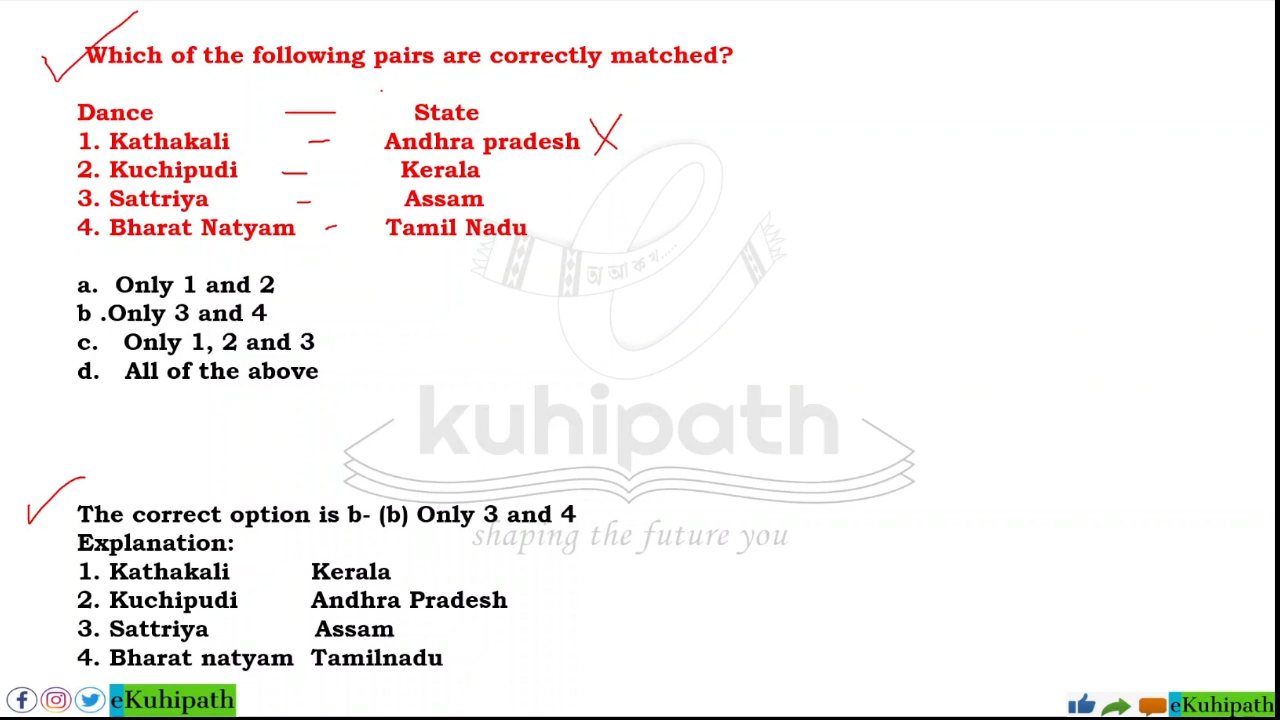 Which of the following pairs are correctly matched?
Dance State
1. Kathakali – Andhra pradesh
2. Kuchipudi – Kerala
3. Sattriya – Assam
4. Bharat Natyam - Tamil Nadu
a. Only 1 and 2
b .Only 3 and 4
c. Only 1, 2 and 3
d. All of the above
অ আ ক খ.....
kuhipath
shaping the future you
The correct option is b- (b) Only 3 and 4
Explanation:
1. Kathakali Kerala
2. Kuchipudi Andhra Pradesh
3. Sattriya Assam
4. Bharat natyam Tamilnadu
eKuhipath
eKuhipath